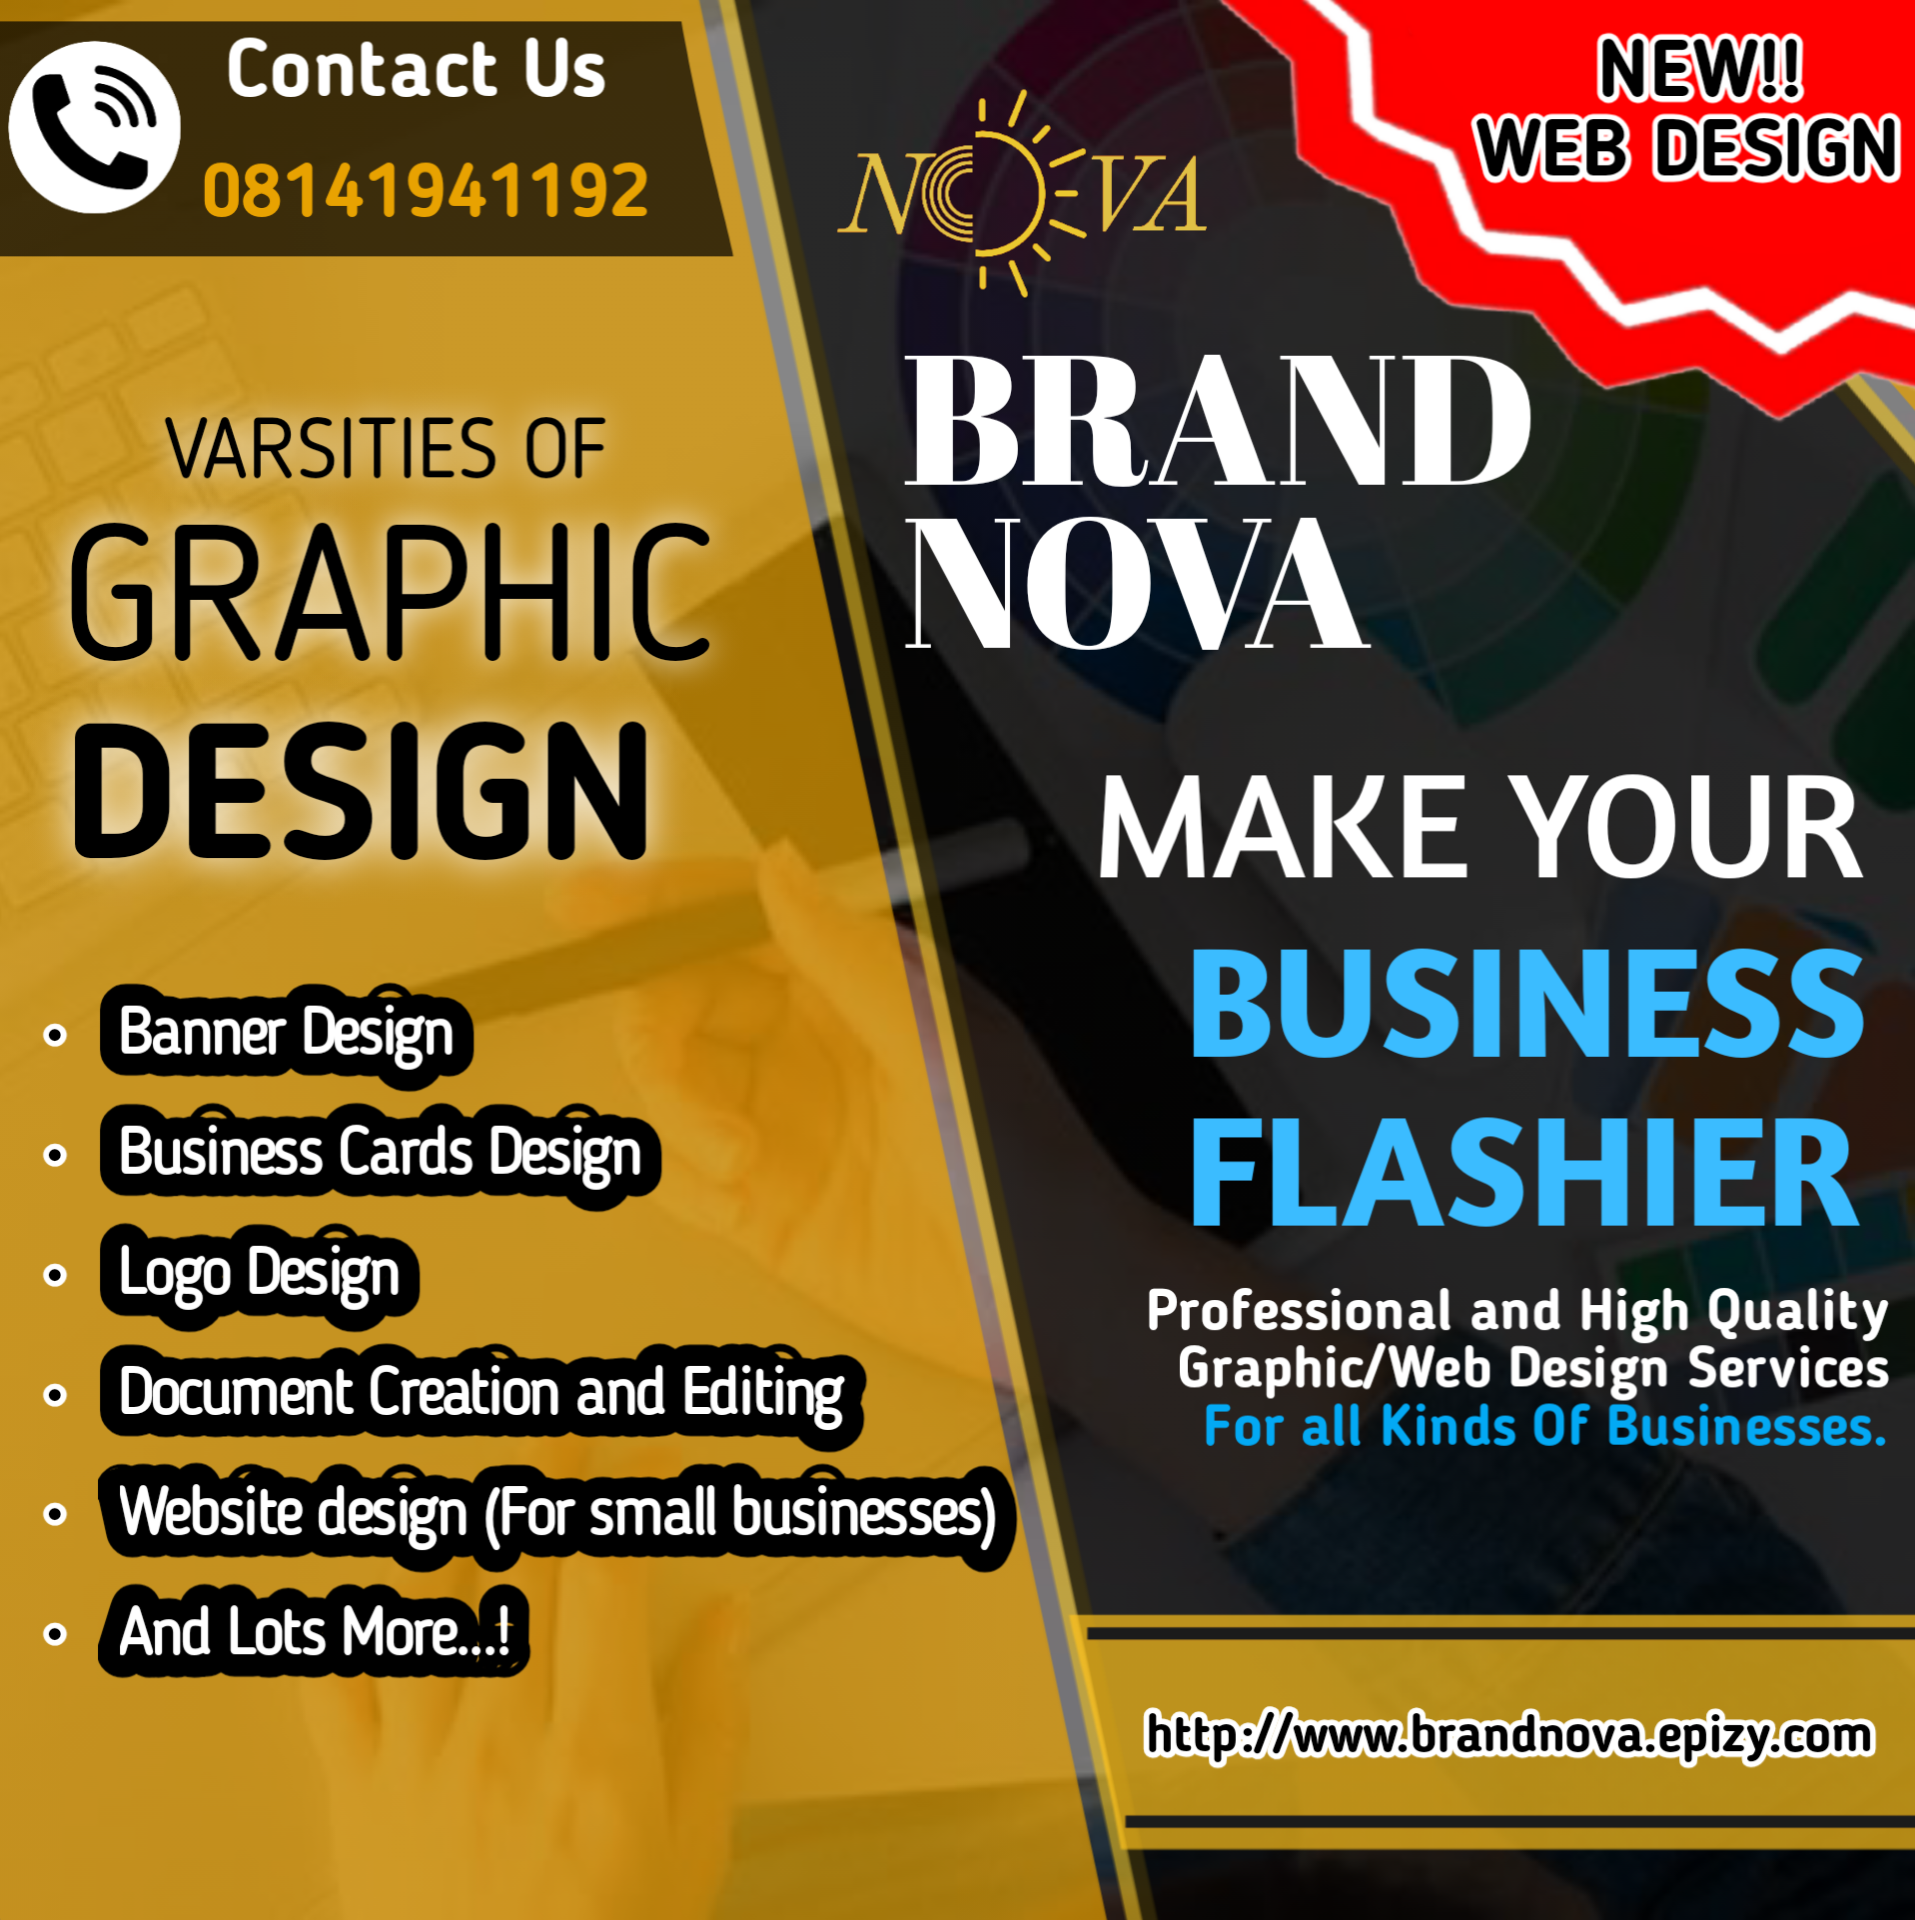 Contact Us
08141941192
NOVA
NEW!!
WEB DESIGN
BRAND
NOVA
VARSITIES OF
GRAPHIC
DESIGN
Banner Design
Business Cards Design
Logo Design
Document Creation and Editing
Website design (For small businesses)
And Lots More...!
MAKE YOUR
BUSINESS
FLASHIER
Professional and High Quality
Graphic/Web Design Services
For all Kinds Of Businesses.
http://www.brandnova.epizy.com